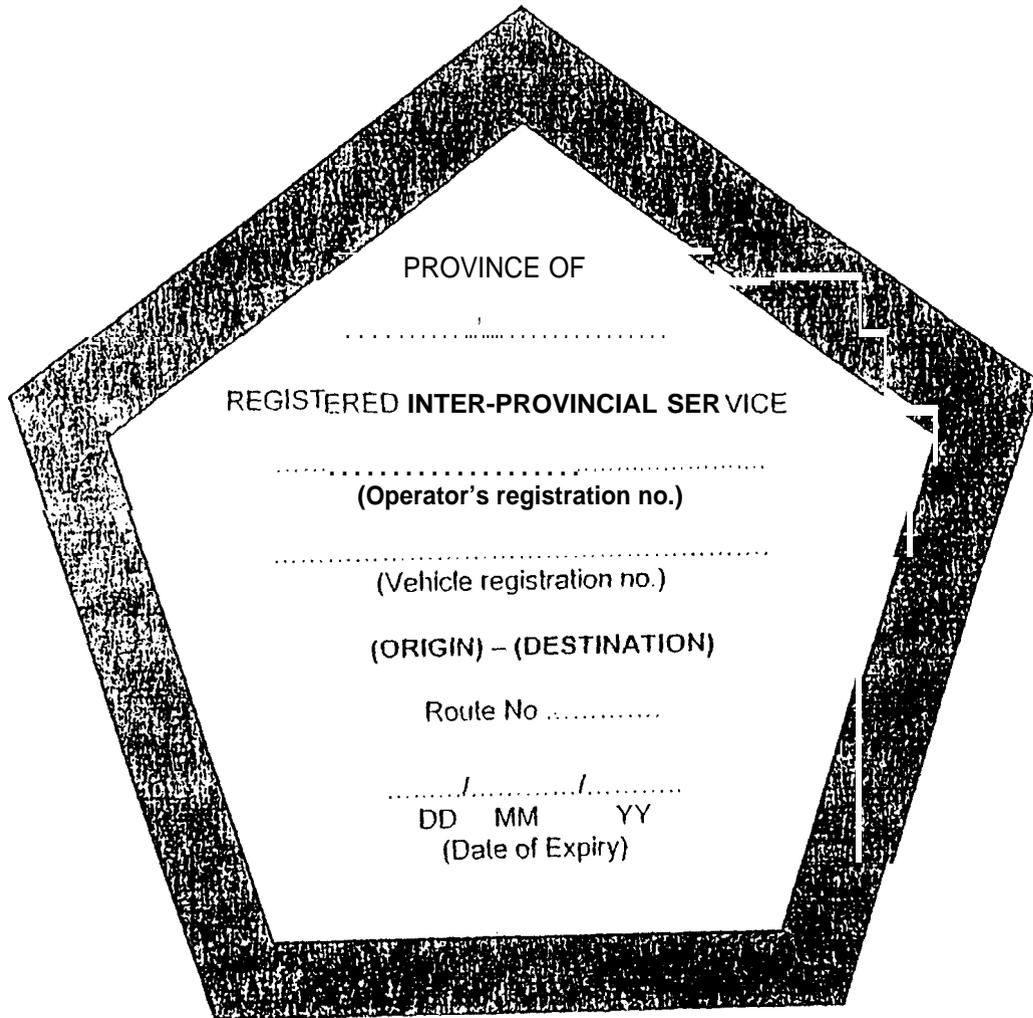 PROVINCE OF
................................
REGISTERED INTER-PROVINCIAL SERVICE
................................................
(Operator's registration no.)
................................................
(Vehicle registration no.)
(ORIGIN) – (DESTINATION)
Route No .............
........./............/...........
DD MM YY
(Date of Expiry)